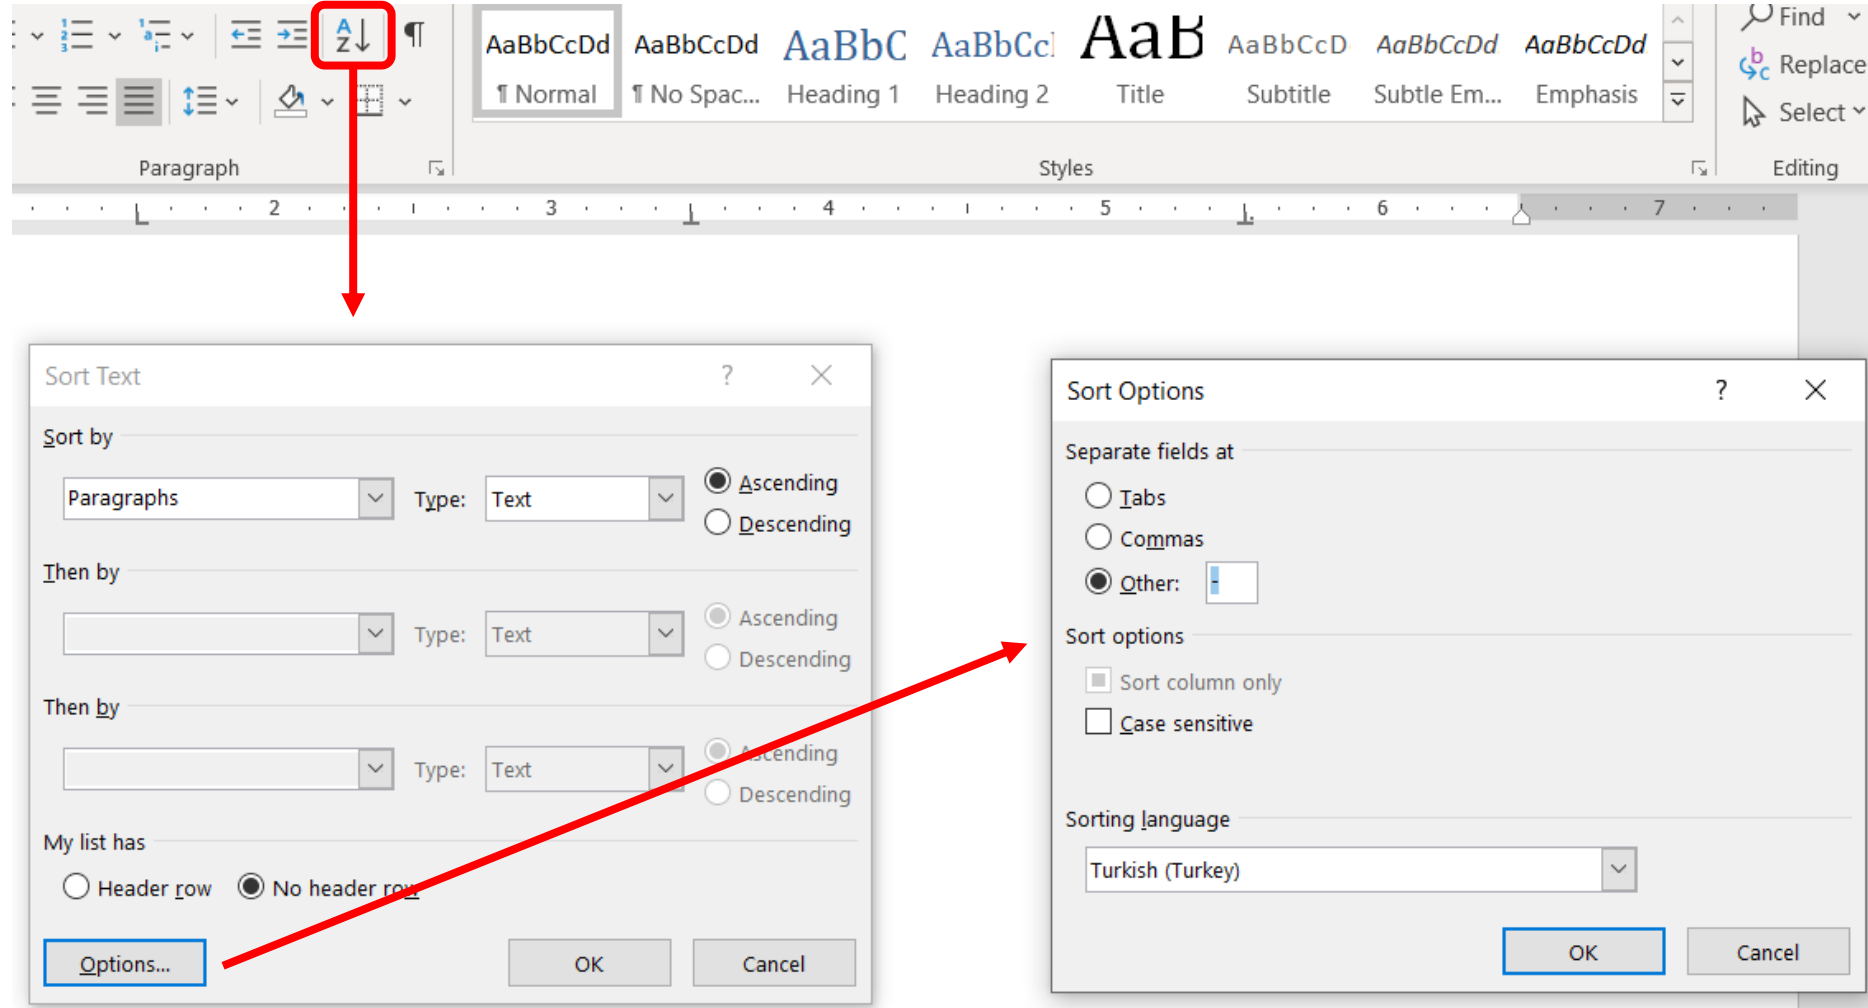 Find
AaBbCcDd AaBbCcDd AaBbC AaBbCcl AaB AaBbCcD AaBbCcDd AaBbCcDd
Replace
¶ Normal ¶ No Spac... Heading 1 Heading 2 Title Subtitle Subtle Em... Emphasis
Select
Paragraph Styles Editing
2 3 4 5 6 7
Sort Text ?
Sort by
Paragraphs Type: Text Ascending
Descending
Then by
Type: Text Ascending
Descending
Then by
Type: Text Ascending
Descending
My list has
Header row No header row
Options... OK Cancel
Sort Options ?
Separate fields at
Tabs
Commas
Other: -
Sort options
Sort column only
Case sensitive
Sorting language
Turkish (Turkey)
OK Cancel